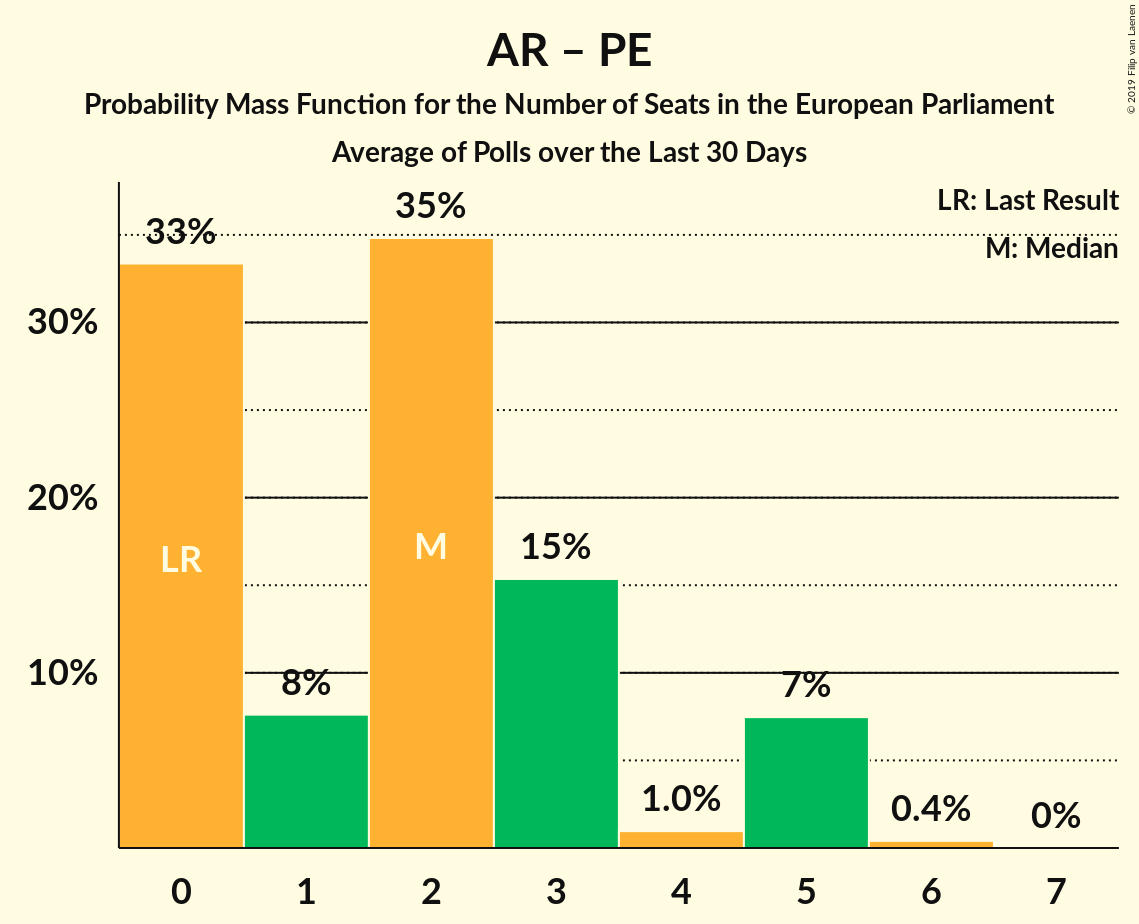 AR – PE
Probability Mass Function for the Number of Seats in the European Parliament
Average of Polls over the Last 30 Days
© 2019 Filip van Laenen
LR: Last Result
M: Median
33%
35%
30%
20%
LR
M
15%
10%
8%
7%
1.0%
0.4%
0%
0 1 2 3 4 5 6 7